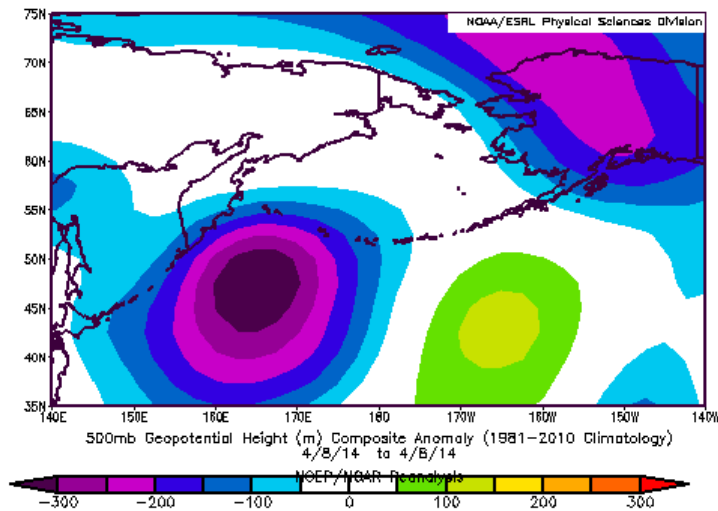 NOAA/ESRL Physical Sciences Division
75N
70N
65N
60N
55N
50N
45N
40N
35N
140E 150E 160E 170E 180 170W 160W 150W 140W
500mb Geopotential Height (m) Composite Anomaly (1981-2010 Climatology)
4/8/14 to 4/8/14
NCEP/NCAR Reanalysis
-300 -200 -100 0 100 200 300